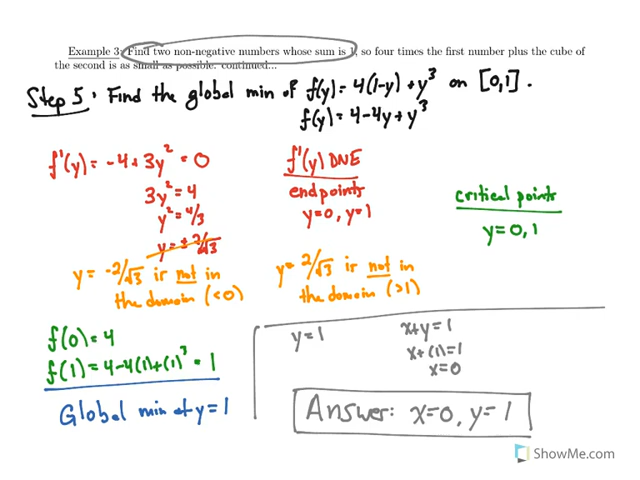 Example 3: Find two non-negative numbers whose sum is 1, so four times the first number plus the cube of
the second is as small as possible. continued...
Step 5: Find the global min of f(y) = 4(1-y) + y³ on [0,1].
f(y) = 4-4y+y³
f'(y) = -4+3y² = 0
3y² = 4
y² = 4/3
y = ± 2/√3
y = -2/√3 is not in
the domain (<0)
f'(y) DNE
endpoints
y=0, y=1
y = 2/√3 is not in
the domain (>1)
critical points
y = 0, 1
f(0) = 4
f(1) = 4-4(1)+(1)³ = 1
Global min at y = 1
y = 1
x+y = 1
x+(1)=1
x=0
Answer: x=0, y=1
ShowMe.com